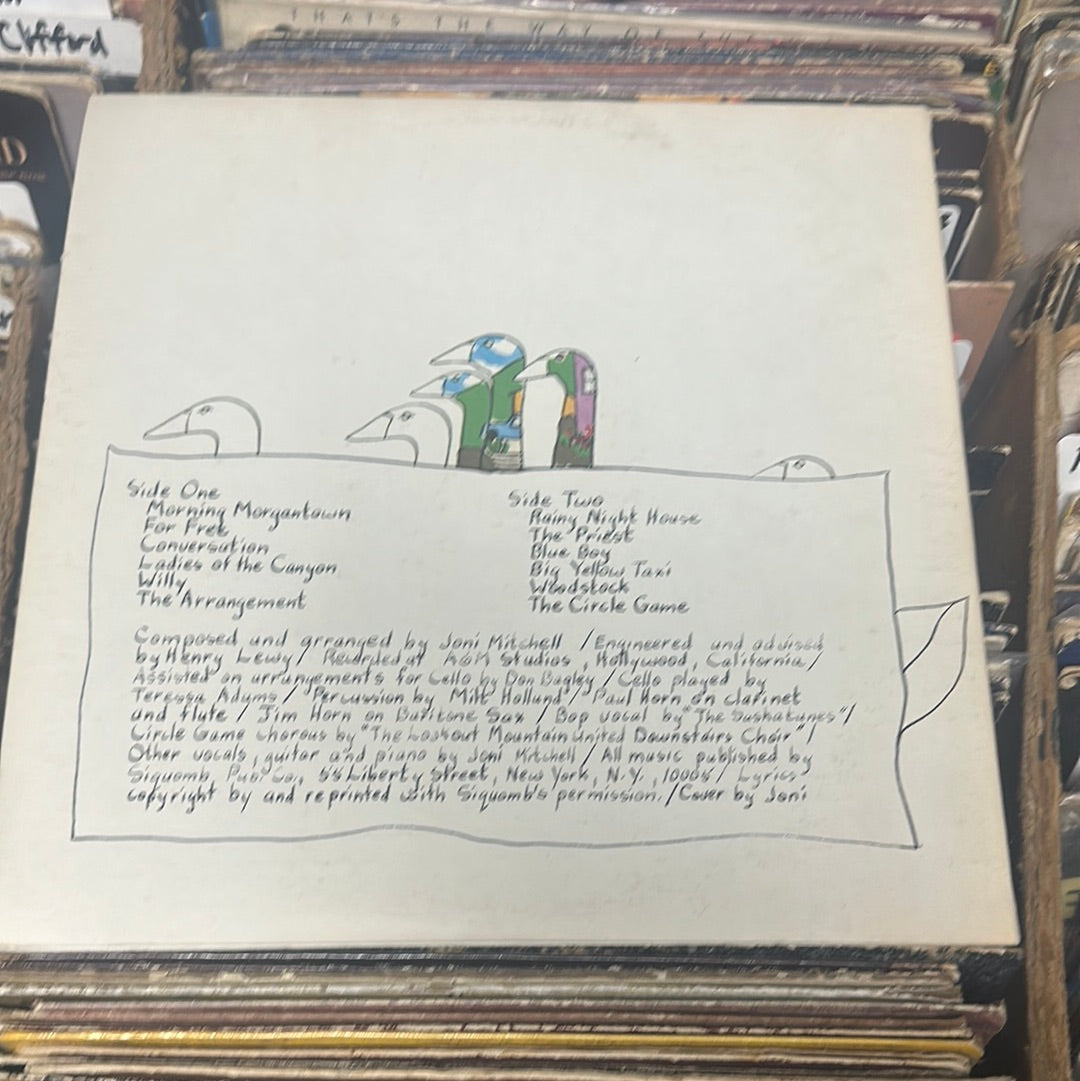 THAT'S THE WAY
Clifford
D
Side One
Morning Morgantown
For Free
Conversation
Ladies of the Canyon
Willy
The Arrangement
Side Two
Rainy Night House
The Priest
Blue Boy
Big Yellow Taxi
Woodstock
The Circle Game
Composed and arranged by Joni Mitchell / Engineered and advised
by Henry Lewy / Recorded at A&M Studios, Hollywood, California /
Assisted on arrangements for Cello by Don Bagley / Cello played by
Teressa Adams / Percussion by Milt Holland / Paul Horn on clarinet
and flute / Jim Horn on Baritone Sax / Bop vocal by "The Saskatunes" /
Circle Game chorus by "The Lookout Mountain United Downstairs Choir" /
Other vocals, guitar and piano by Joni Mitchell / All music published by
Siquomb Pub. Co., 55 Liberty Street, New York, N.Y., 10005 / Lyrics
copyright by and reprinted with Siquomb's permission. / Cover by Joni